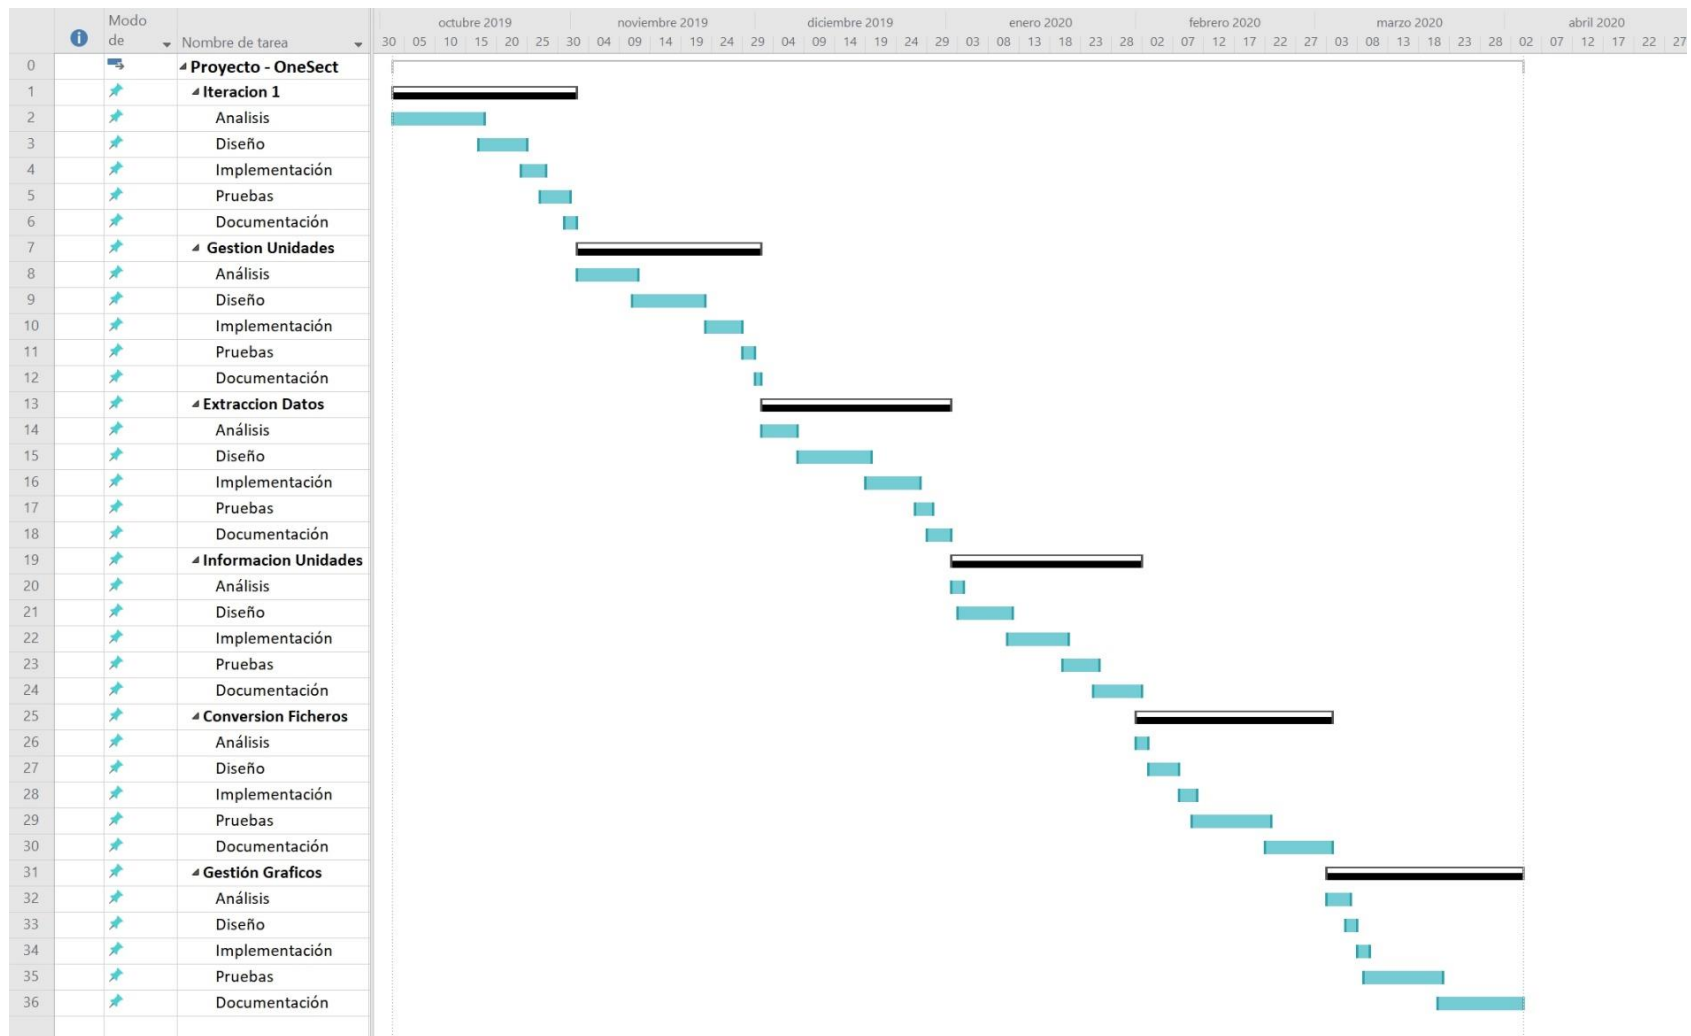 octubre 2019 noviembre 2019 diciembre 2019 enero 2020 febrero 2020 marzo 2020 abril 2020
Modo de Nombre de tarea 30 05 10 15 20 25 30 04 09 14 19 24 29 04 09 14 19 24 29 03 08 13 18 23 28 02 07 12 17 22 27 03 08 13 18 23 28 02 07 12 17 22 27
0 Proyecto - OneSect
1 Iteracion 1
2 Analisis
3 Diseño
4 Implementación
5 Pruebas
6 Documentación
7 Gestion Unidades
8 Análisis
9 Diseño
10 Implementación
11 Pruebas
12 Documentación
13 Extraccion Datos
14 Análisis
15 Diseño
16 Implementación
17 Pruebas
18 Documentación
19 Informacion Unidades
20 Análisis
21 Diseño
22 Implementación
23 Pruebas
24 Documentación
25 Conversion Ficheros
26 Análisis
27 Diseño
28 Implementación
29 Pruebas
30 Documentación
31 Gestión Graficos
32 Análisis
33 Diseño
34 Implementación
35 Pruebas
36 Documentación